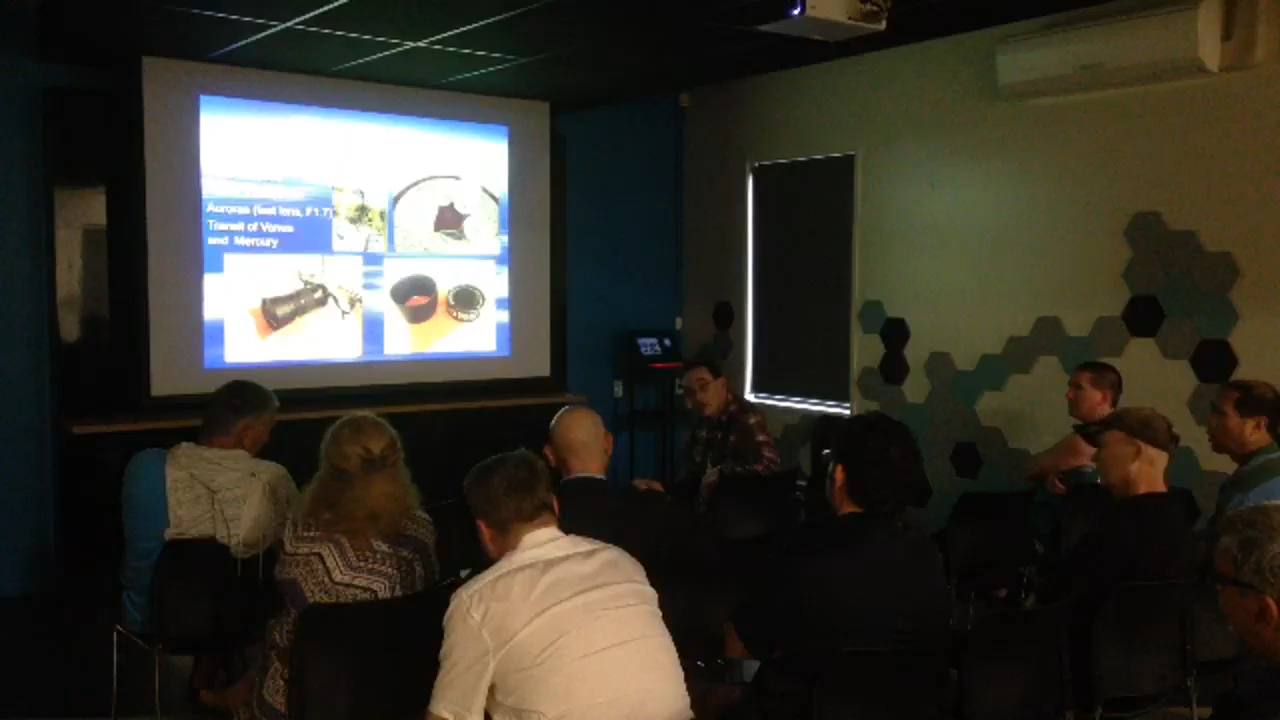 Auroras (fast lens, F1.7)
Transit of Venus
and Mercury